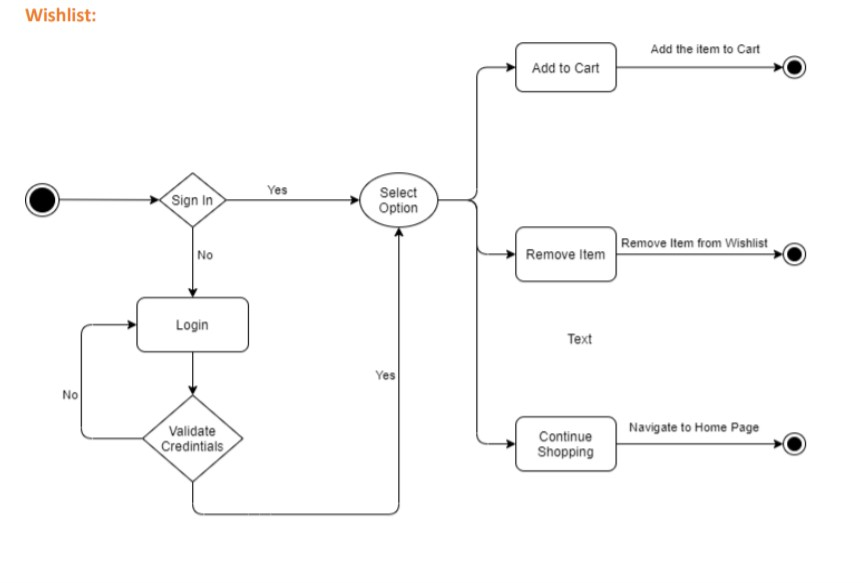 Wishlist:
Add to Cart
Add the item to Cart
Sign In
Yes
Select
Option
No
Remove Item
Remove Item from Wishlist
Login
Text
Yes
No
Validate
Credintials
Continue
Shopping
Navigate to Home Page